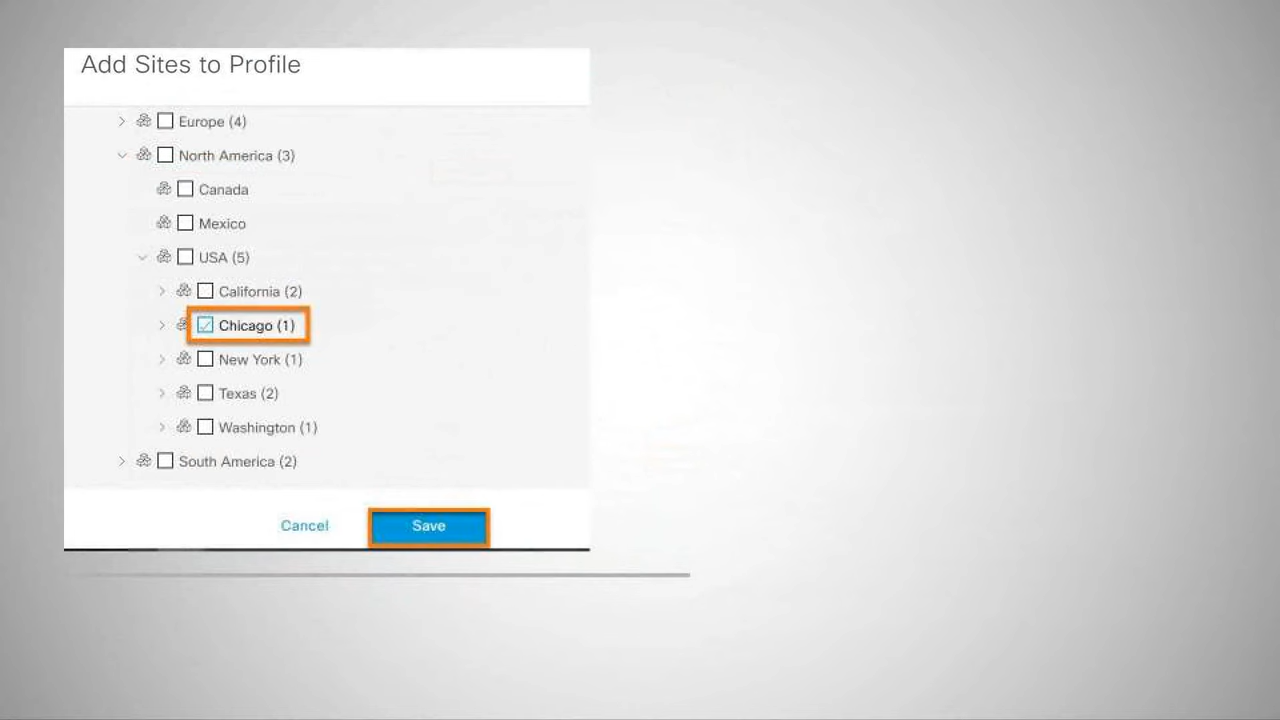 Add Sites to Profile
Europe (4)
North America (3)
Canada
Mexico
USA (5)
California (2)
Chicago (1)
New York (1)
Texas (2)
Washington (1)
South America (2)
Cancel Save